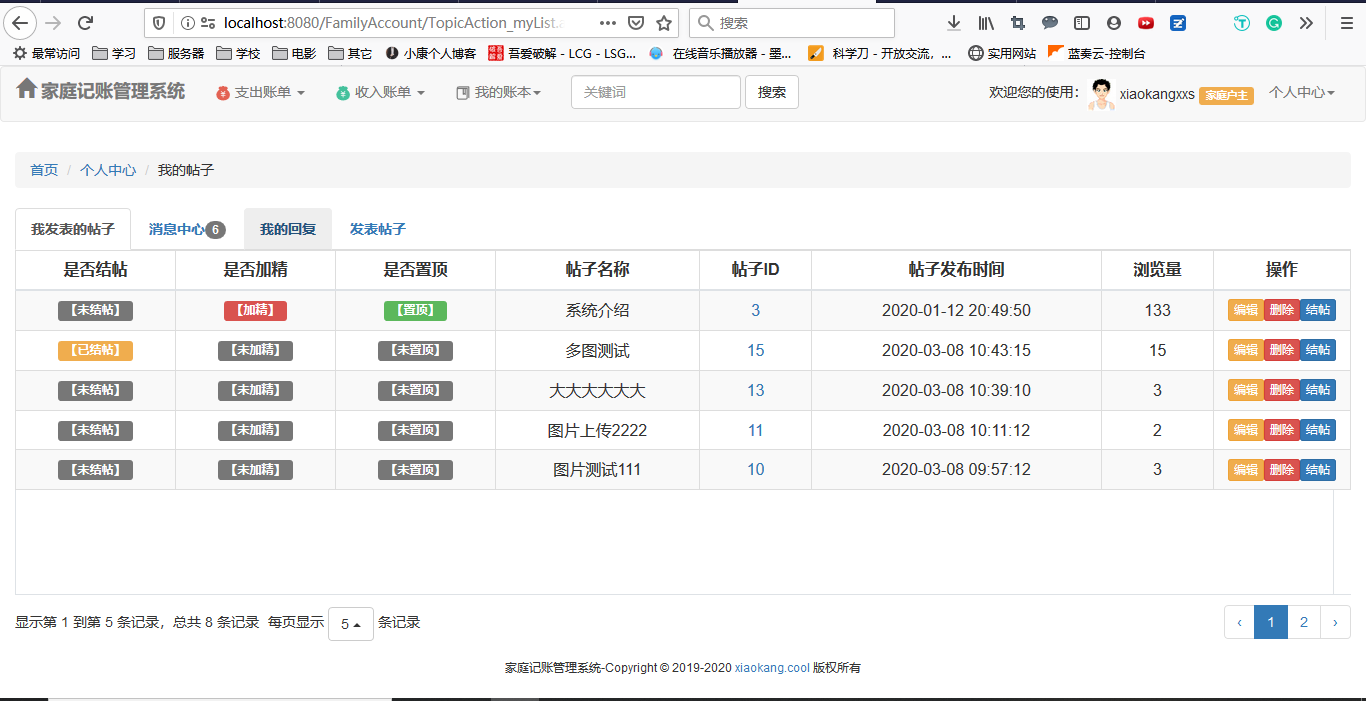 localhost:8080/FamilyAccount/TopicAction_myList.a
搜索
最常访问 学习 服务器 学校 电影 其它 小康个人博客 吾爱破解 - LCG - LSG... 在线音乐播放器 - 墨... 科学刀 - 开放交流，... 实用网站 蓝奏云-控制台
家庭记账管理系统 支出账单 收入账单 我的账本 关键词 搜索 欢迎您的使用： xiaokangxxs 家庭户主 个人中心
首页 / 个人中心 / 我的帖子
我发表的帖子 消息中心 6 我的回复 发表帖子
是否结帖 是否加精 是否置顶 帖子名称 帖子ID 帖子发布时间 浏览量 操作
【未结帖】 【加精】 【置顶】 系统介绍 3 2020-01-12 20:49:50 133 编辑 删除 结帖
【已结帖】 【未加精】 【未置顶】 多图测试 15 2020-03-08 10:43:15 15 编辑 删除 结帖
【未结帖】 【未加精】 【未置顶】 大大大大大大 13 2020-03-08 10:39:10 3 编辑 删除 结帖
【未结帖】 【未加精】 【未置顶】 图片上传2222 11 2020-03-08 10:11:12 2 编辑 删除 结帖
【未结帖】 【未加精】 【未置顶】 图片测试111 10 2020-03-08 09:57:12 3 编辑 删除 结帖
显示第 1 到第 5 条记录，总共 8 条记录 每页显示 5 条记录 ‹ 1 2 ›
家庭记账管理系统-Copyright © 2019-2020 xiaokang.cool 版权所有